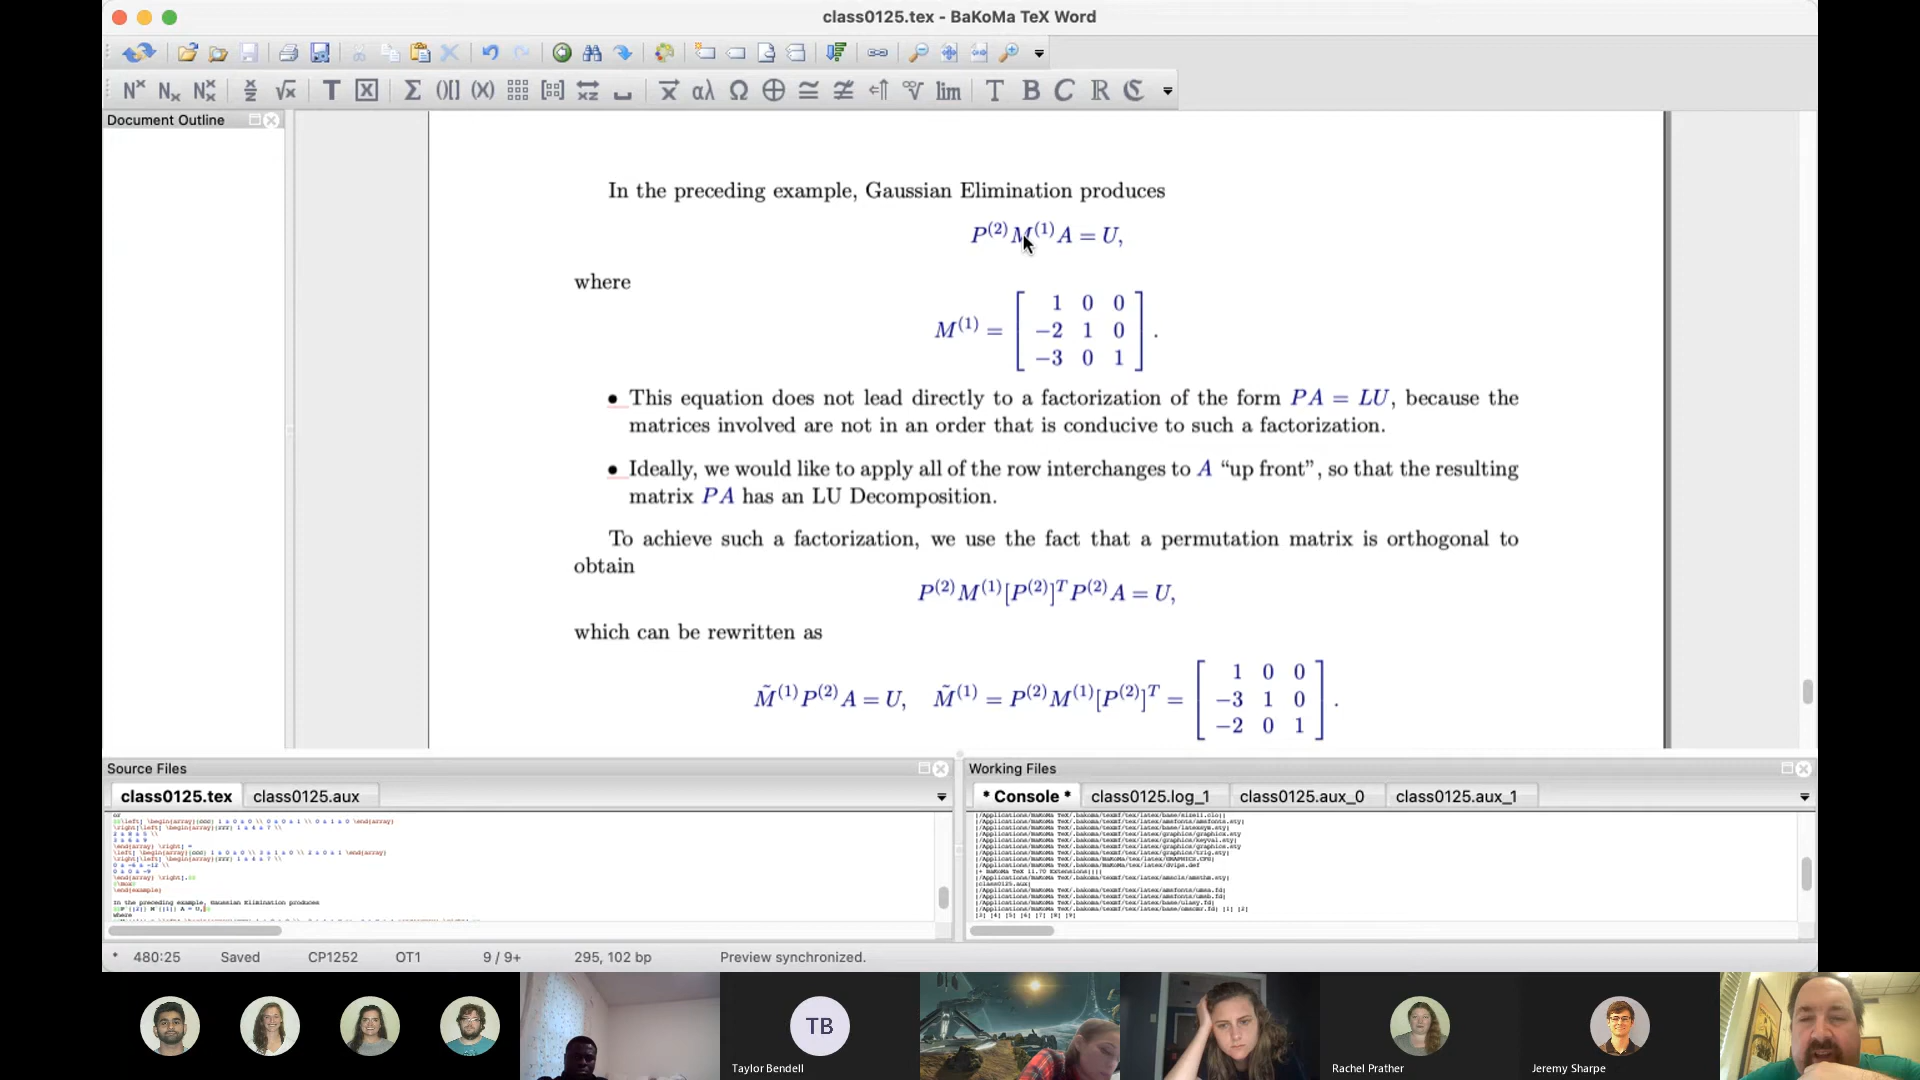 class0125.tex - BaKoMa TeX Word
Document Outline
In the preceding example, Gaussian Elimination produces
P^(2) M^(1) A = U,
where
M^(1) = [ 1 0 0
−2 1 0
−3 0 1 ] .
• This equation does not lead directly to a factorization of the form PA = LU, because the
matrices involved are not in an order that is conducive to such a factorization.
• Ideally, we would like to apply all of the row interchanges to A “up front”, so that the resulting
matrix PA has an LU Decomposition.
To achieve such a factorization, we use the fact that a permutation matrix is orthogonal to
obtain
P^(2) M^(1) [P^(2)]^T P^(2) A = U,
which can be rewritten as
M̃^(1) P^(2) A = U, M̃^(1) = P^(2) M^(1) [P^(2)]^T = [ 1 0 0
−3 1 0
−2 0 1 ] .
Source Files
class0125.tex class0125.aux
In the preceding example, Gaussian Elimination produces
where
Working Files
* Console * class0125.log_1 class0125.aux_0 class0125.aux_1
* 480:25 Saved CP1252 OT1 9 / 9+ 295, 102 bp Preview synchronized.
TB
Taylor Bendell
Rachel Prather
Jeremy Sharpe